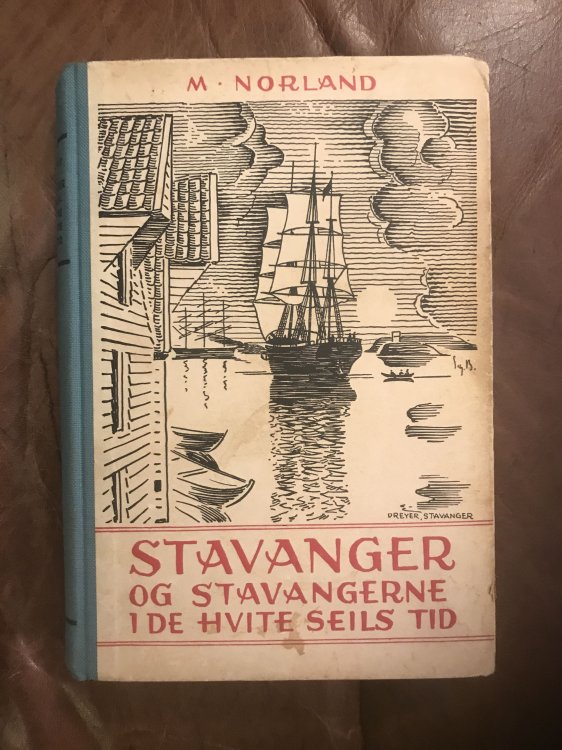 M. NORLAND
DREYER, STAVANGER
STAVANGER
OG STAVANGERNE
I DE HVITE SEILS TID